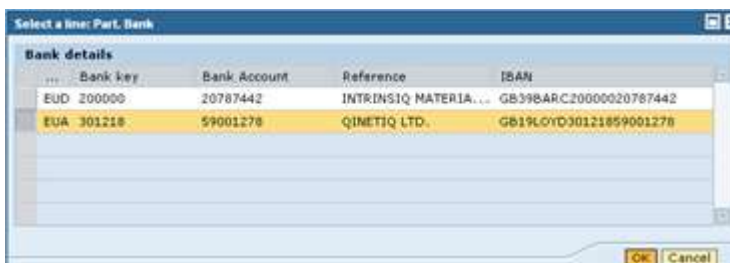 Select a line: Part. Bank
Bank details
... Bank key Bank Account Reference IBAN
EUD 200000 20787442 INTRINSIQ MATERIA... GB39BARC20000020787442
EUA 301218 59001278 QINETIQ LTD. GB19LOYD30121859001278
OK Cancel